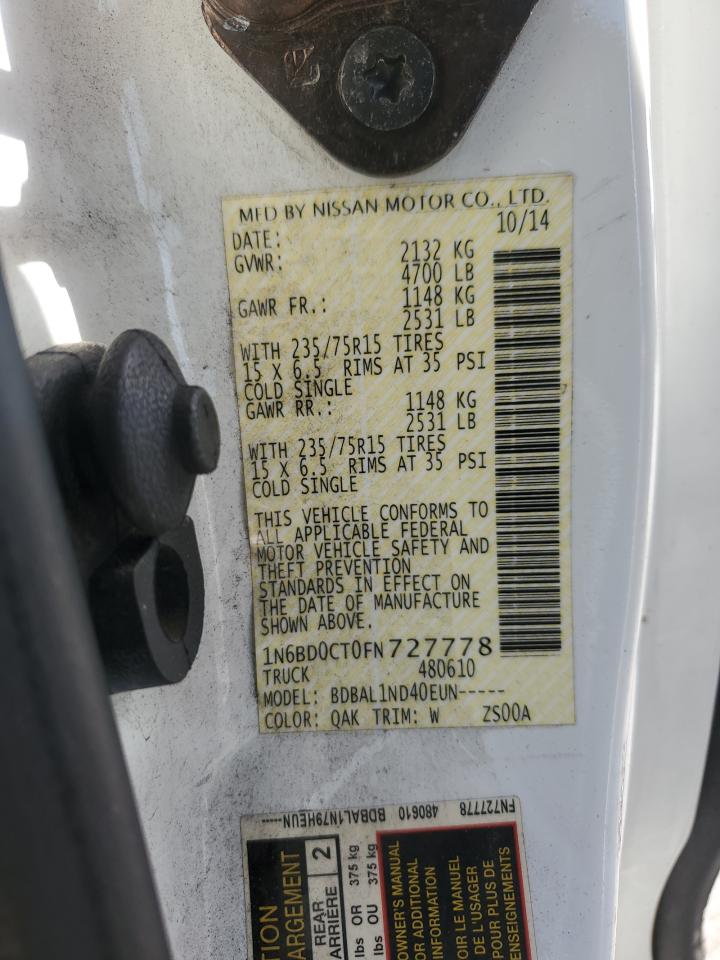 MFD BY NISSAN MOTOR CO., LTD.
DATE: 10/14
GVWR: 2132 KG
4700 LB
GAWR FR.: 1148 KG
2531 LB
WITH 235/75R15 TIRES
15 X 6.5 RIMS AT 35 PSI
COLD SINGLE
GAWR RR.: 1148 KG
2531 LB
WITH 235/75R15 TIRES
15 X 6.5 RIMS AT 35 PSI
COLD SINGLE
THIS VEHICLE CONFORMS TO
ALL APPLICABLE FEDERAL
MOTOR VEHICLE SAFETY AND
THEFT PREVENTION
STANDARDS IN EFFECT ON
THE DATE OF MANUFACTURE
SHOWN ABOVE.
1N6BD0CT0FN727778
TRUCK 480610
MODEL: BDBAL1ND40EUN-----
COLOR: QAK TRIM: W ZS00A
FN727778 480610 BDBAL1N79HEUN-----
REAR 2
ARRIÈRE
375 kg lbs OR
375 kg lbs OU
OWNER'S MANUAL
OR ADDITIONAL
INFORMATION
OIR LE MANUEL
DE L'USAGER
POUR PLUS DE
ENSEIGNEMENTS